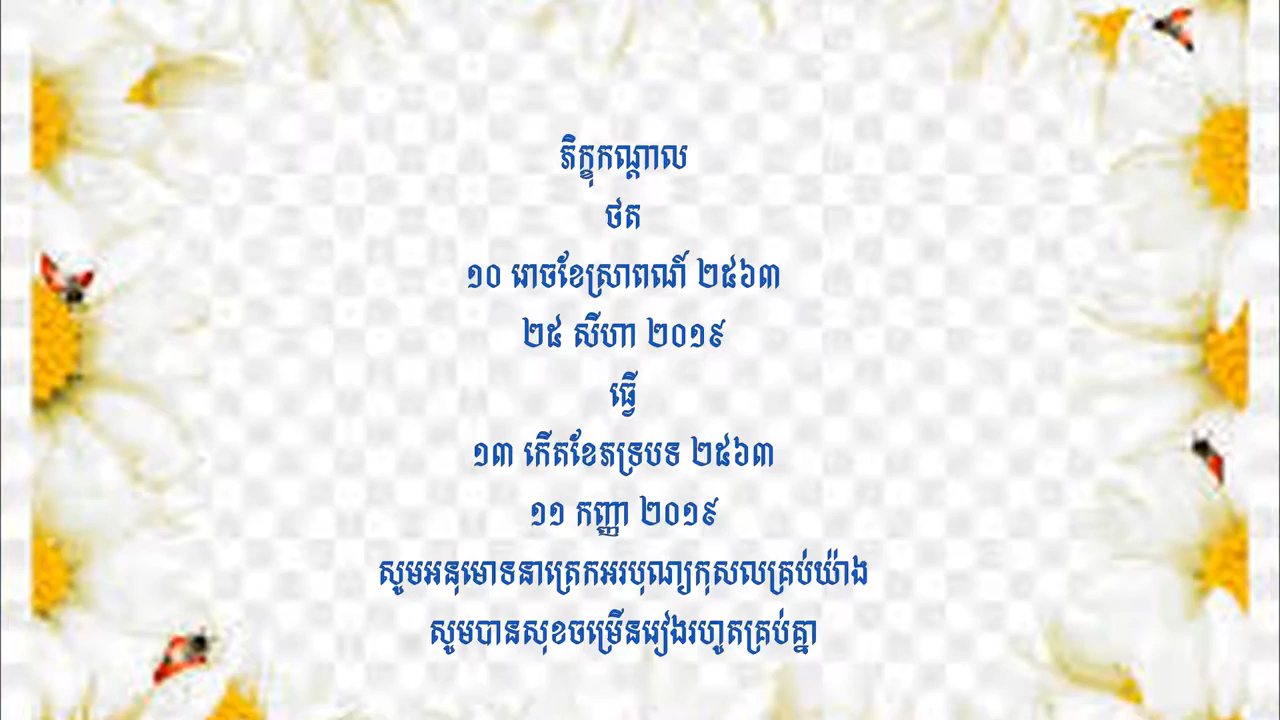 ភិក្ខុកណ្ដាល
ថត
១០ រោចខែស្រាពណ៍ ២៥៦៣
២៥ សីហា ២០១៩
ធ្វើ
១៣ កើតខែភទ្របទ ២៥៦៣
១១ កញ្ញា ២០១៩
សូមអនុមោទនាត្រេកអរបុណ្យកុសលគ្រប់យ៉ាង
សូមបានសុខចម្រើនរៀងរហូតគ្រប់គ្នា